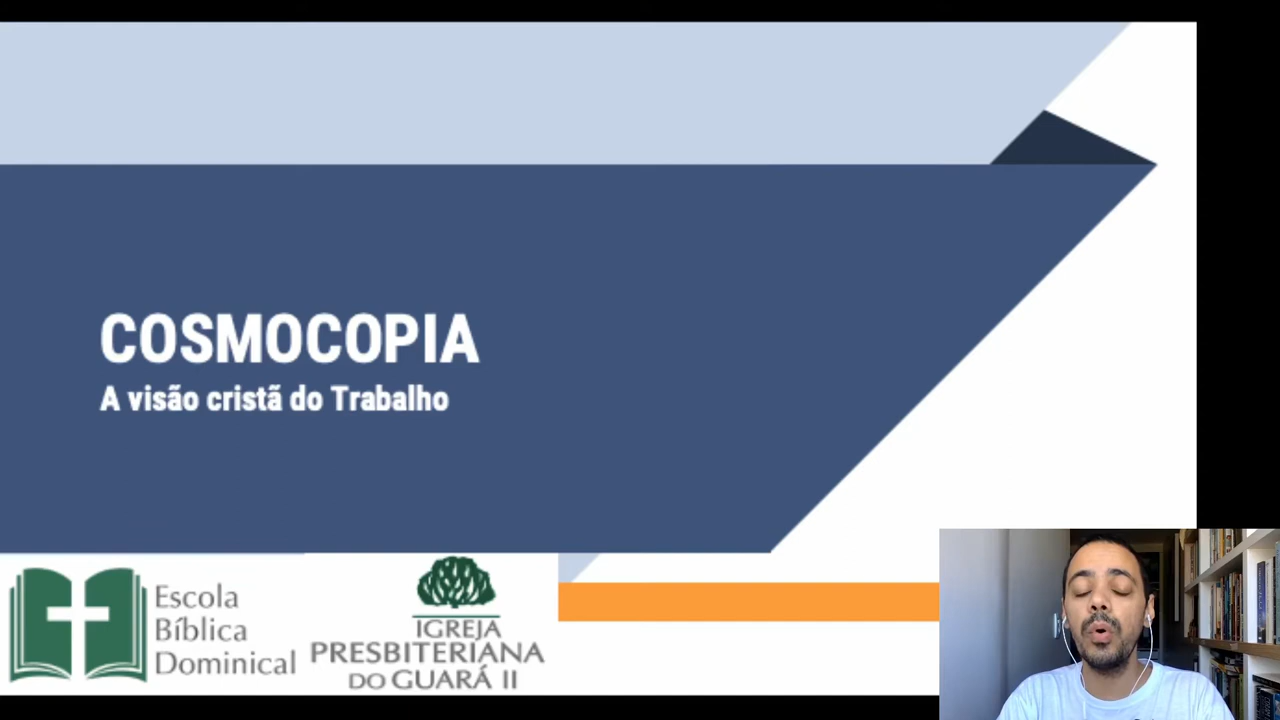 COSMOCOPIA
A visão cristã do Trabalho
Escola
Bíblica
Dominical
IGREJA
PRESBITERIANA
DO GUARÁ II